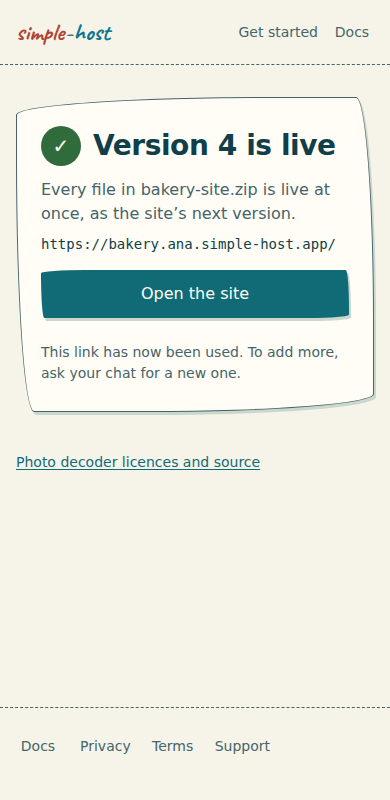 simple-host
Get started
Docs
✓ Version 4 is live
Every file in bakery-site.zip is live at
once, as the site’s next version.
https://bakery.ana.simple-host.app/
Open the site
This link has now been used. To add more,
ask your chat for a new one.
Photo decoder licences and source
Docs
Privacy
Terms
Support